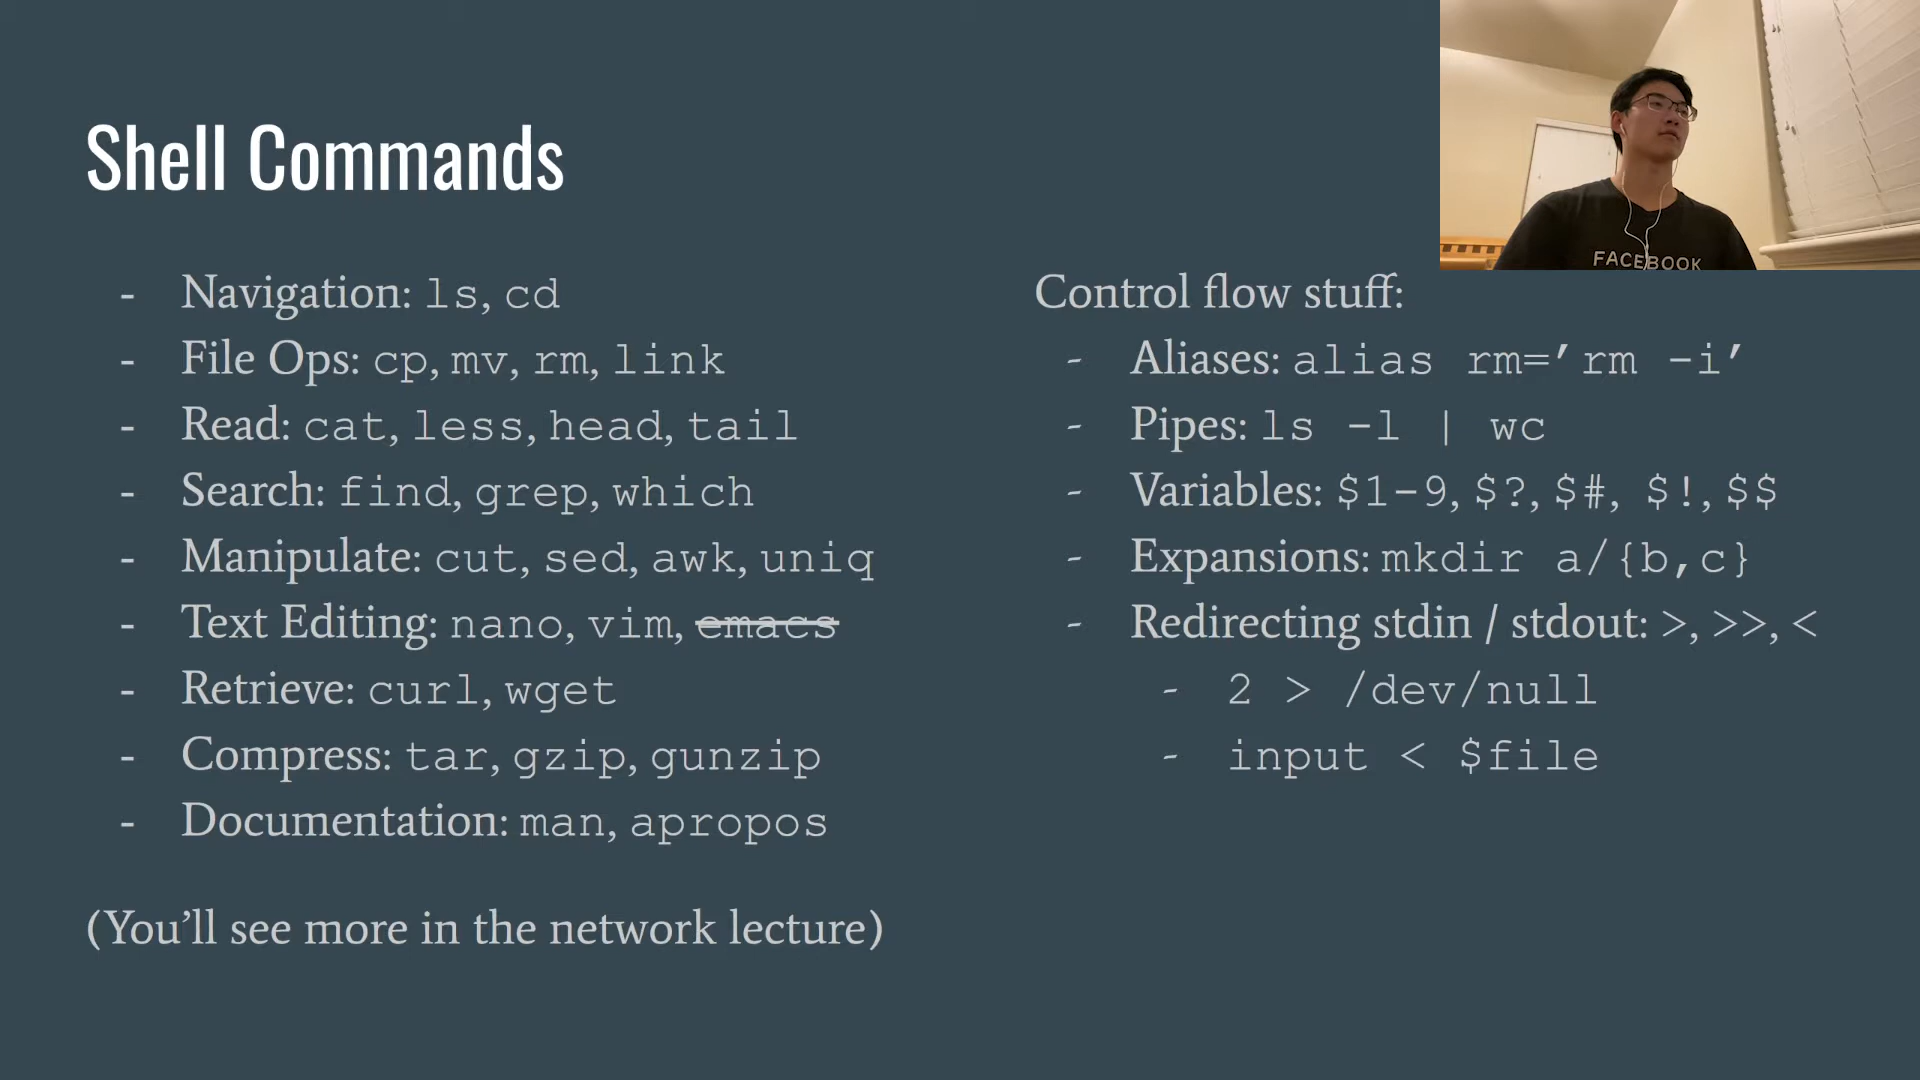 Shell Commands
- Navigation: ls, cd
- File Ops: cp, mv, rm, link
- Read: cat, less, head, tail
- Search: find, grep, which
- Manipulate: cut, sed, awk, uniq
- Text Editing: nano, vim, emacs
- Retrieve: curl, wget
- Compress: tar, gzip, gunzip
- Documentation: man, apropos
(You’ll see more in the network lecture)
Control flow stuff:
- Aliases: alias rm=’rm -i’
- Pipes: ls -l | wc
- Variables: $1-9, $?, $#, $!, $$
- Expansions: mkdir a/{b,c}
- Redirecting stdin / stdout: >, >>, <
- 2 > /dev/null
- input < $file
FACEBOOK